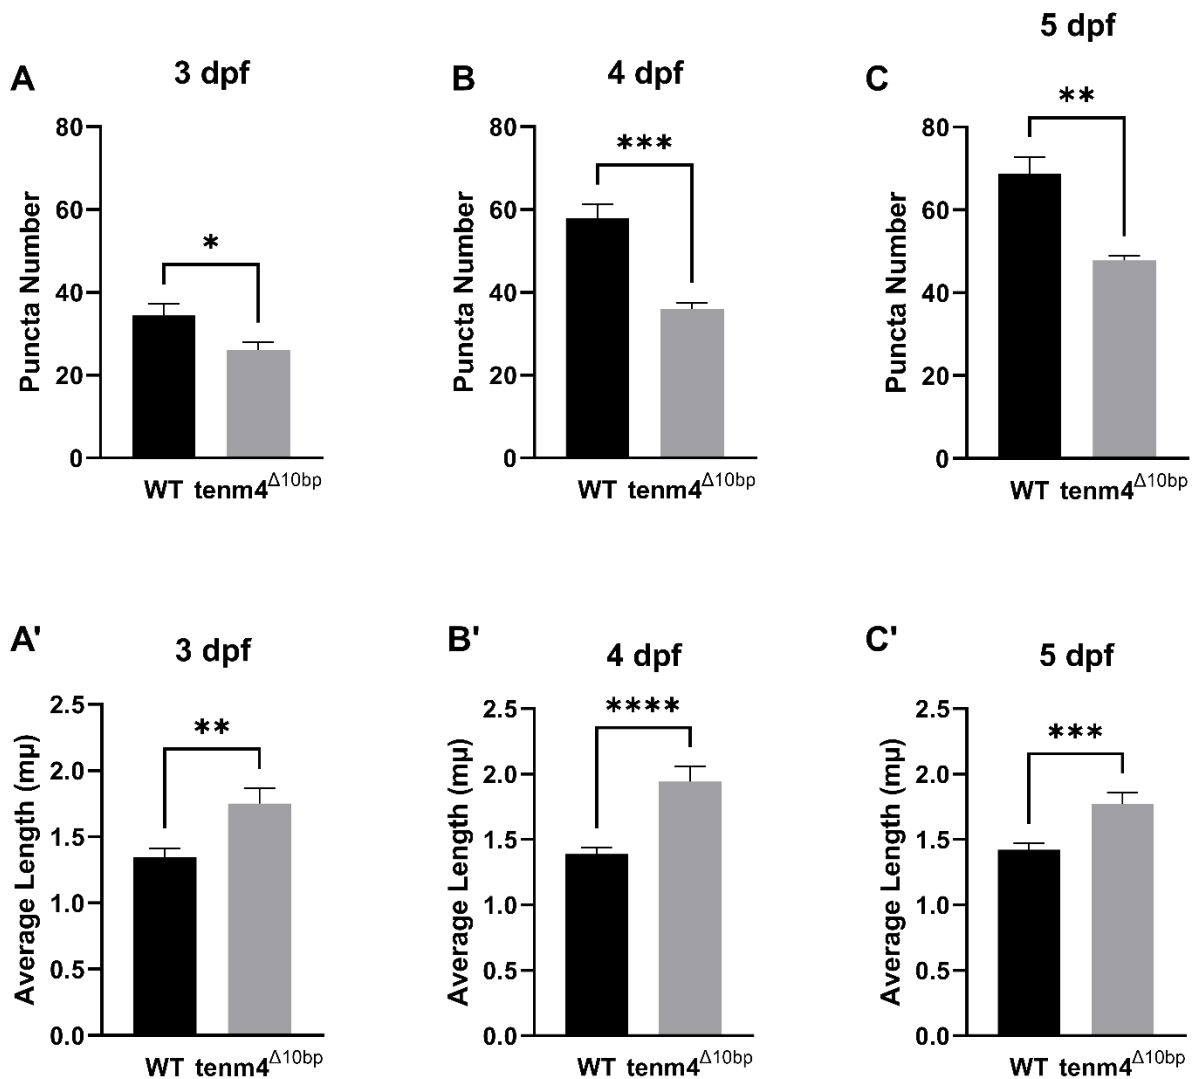 A
3 dpf
80
60
40
20
0
Puncta Number
*
WT tenm4Δ10bp
B
4 dpf
80
60
40
20
0
Puncta Number
***
WT tenm4Δ10bp
C
5 dpf
80
60
40
20
0
Puncta Number
**
WT tenm4Δ10bp
A'
3 dpf
2.5
2.0
1.5
1.0
0.5
0.0
Average Length (mμ)
**
WT tenm4Δ10bp
B'
4 dpf
2.5
2.0
1.5
1.0
0.5
0.0
Average Length (mμ)
****
WT tenm4Δ10bp
C'
5 dpf
2.5
2.0
1.5
1.0
0.5
0.0
Average Length (mμ)
***
WT tenm4Δ10bp